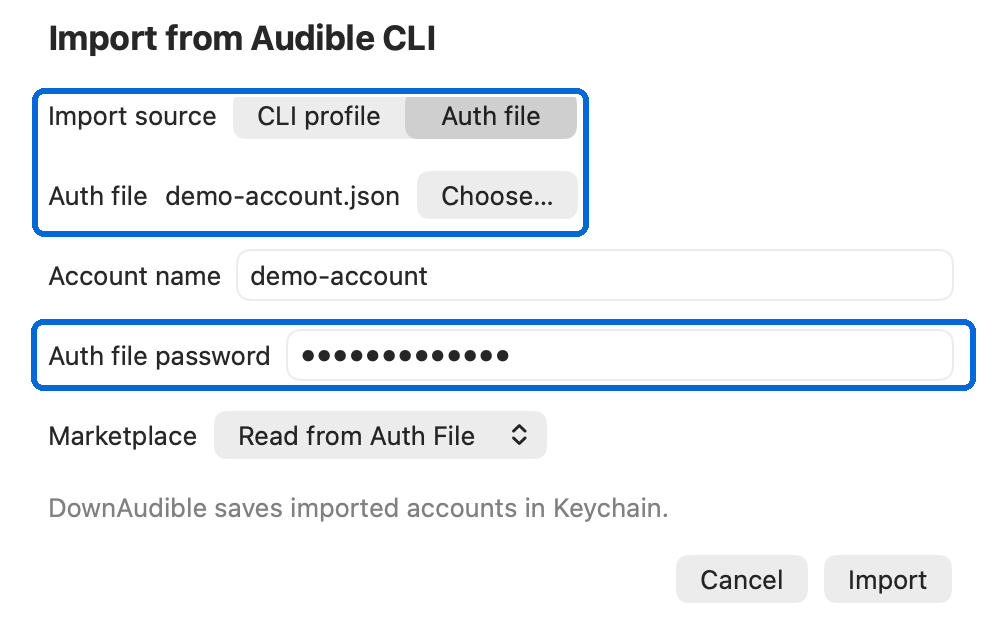 Import from Audible CLI
Import source CLI profile Auth file
Auth file demo-account.json Choose...
Account name demo-account
Auth file password •••••••••••••
Marketplace Read from Auth File
DownAudible saves imported accounts in Keychain.
Cancel Import